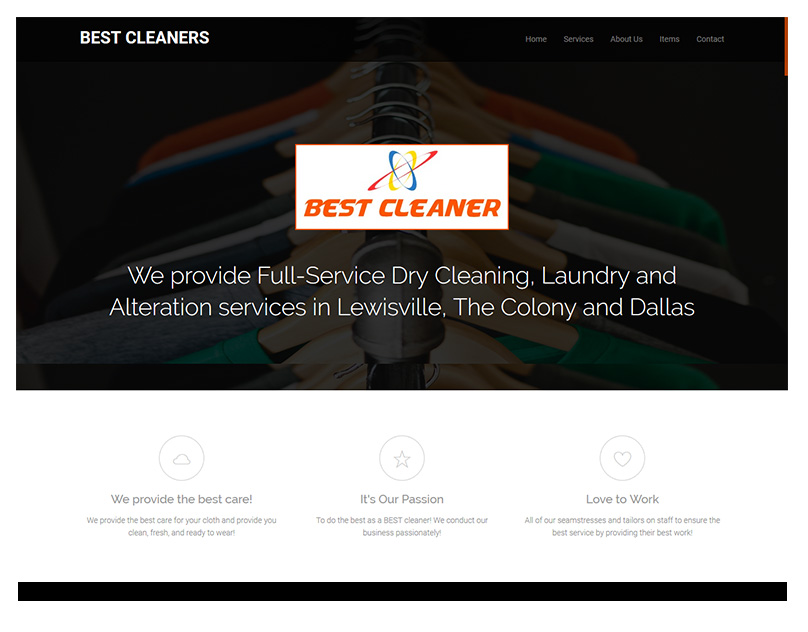 BEST CLEANERS
Home Services About Us Items Contact
BEST CLEANER
We provide Full-Service Dry Cleaning, Laundry and
Alteration services in Lewisville, The Colony and Dallas
We provide the best care!
We provide the best care for your cloth and provide you
clean, fresh, and ready to wear!
It's Our Passion
To do the best as a BEST cleaner! We conduct our
business passionately!
Love to Work
All of our seamstresses and tailors on staff to ensure the
best service by providing their best work!